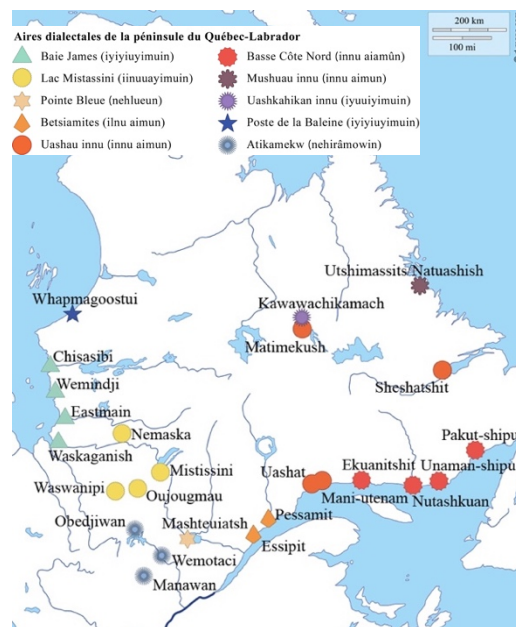 Aires dialectales de la péninsule du Québec-Labrador
Baie James (iyiyiuyimuin)
Lac Mistassini (iinuuayimuin)
Pointe Bleue (nehlueun)
Betsiamites (ilnu aimun)
Uashau innu (innu aimun)
Basse Côte Nord (innu aiamûn)
Mushuau innu (innu aimun)
Uashkahikan innu (iyuuiyimuin)
Poste de la Baleine (iyiyiuyimuin)
Atikamekw (nehirâmowin)
200 km
100 mi
Utshimassits/Natuashish
Whapmagoostui
Kawawachikamach
Matimekush
Chisasibi
Sheshatshit
Wemindji
Eastmain
Nemaska
Pakut-shipu
Waskaganish
Mistissini
Ekuanitshit
Unaman-shipu
Uashat
Waswanipi
Oujougmau
Mani-utenam
Nutashkuan
Obedjiwan
Mashteuiatsh
Pessamit
Essipit
Wemotaci
Manawan